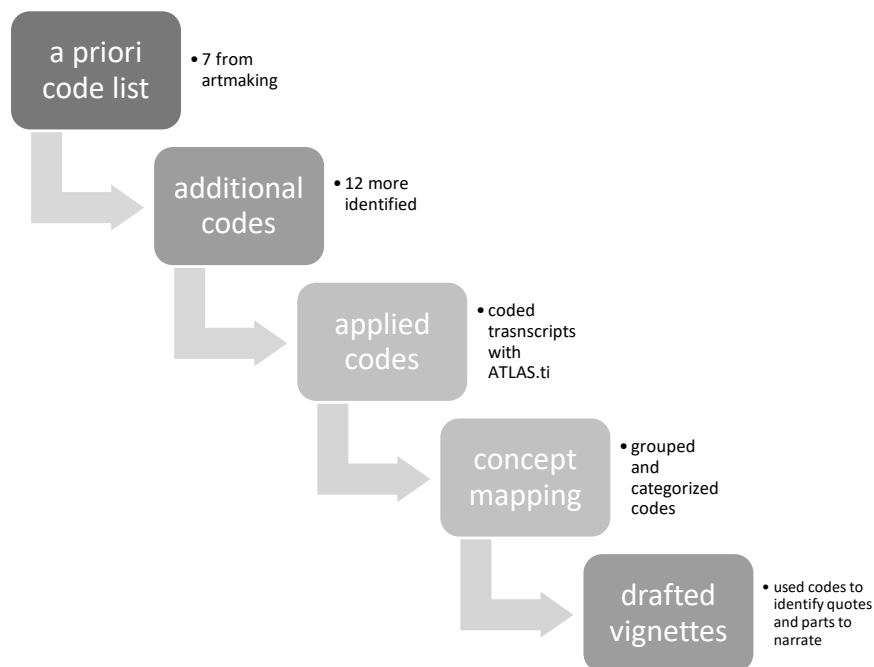 a priori
code list
• 7 from
artmaking
additional
codes
• 12 more
identified
applied
codes
• coded
trasnscripts
with
ATLAS.ti
concept
mapping
• grouped
and
categorized
codes
drafted
vignettes
• used codes to
identify quotes
and parts to
narrate